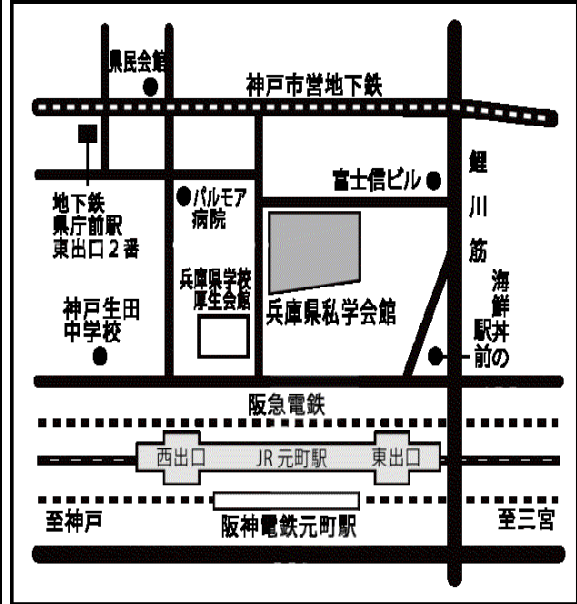 県民会館
神戸市営地下鉄
富士信ビル
鯉川筋
地下鉄
県庁前駅
東出口2番
パルモア
病院
神戸生田
中学校
兵庫県学校
厚生会館
兵庫県私学会館
海鮮丼
駅前の
阪急電鉄
西出口
JR元町駅
東出口
至神戸
阪神電鉄元町駅
至三宮